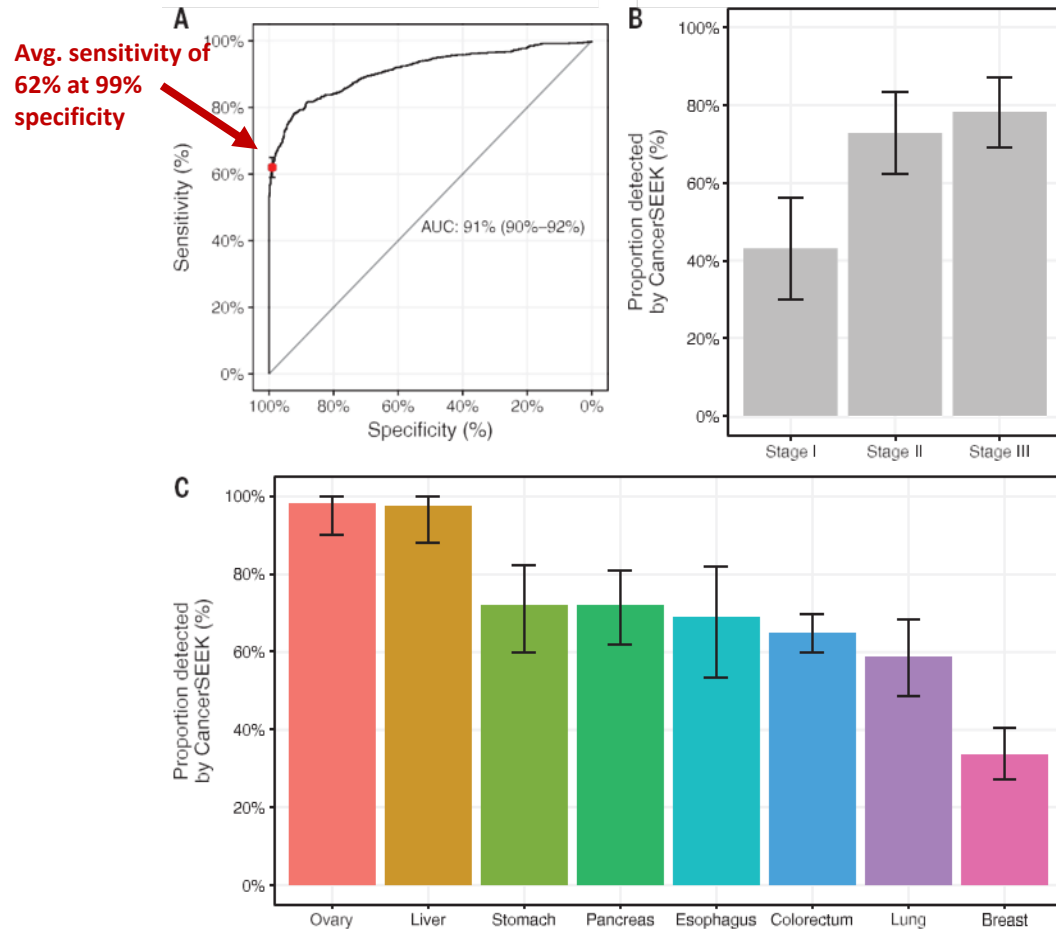 Avg. sensitivity of
62% at 99%
specificity
A
100%
80%
60%
40%
20%
0%
Sensitivity (%)
AUC: 91% (90%–92%)
100% 80% 60% 40% 20% 0%
Specificity (%)
B
100%
80%
60%
40%
20%
0%
Proportion detected
by CancerSEEK (%)
Stage I Stage II Stage III
C
100%
80%
60%
40%
20%
0%
Proportion detected
by CancerSEEK (%)
Ovary Liver Stomach Pancreas Esophagus Colorectum Lung Breast